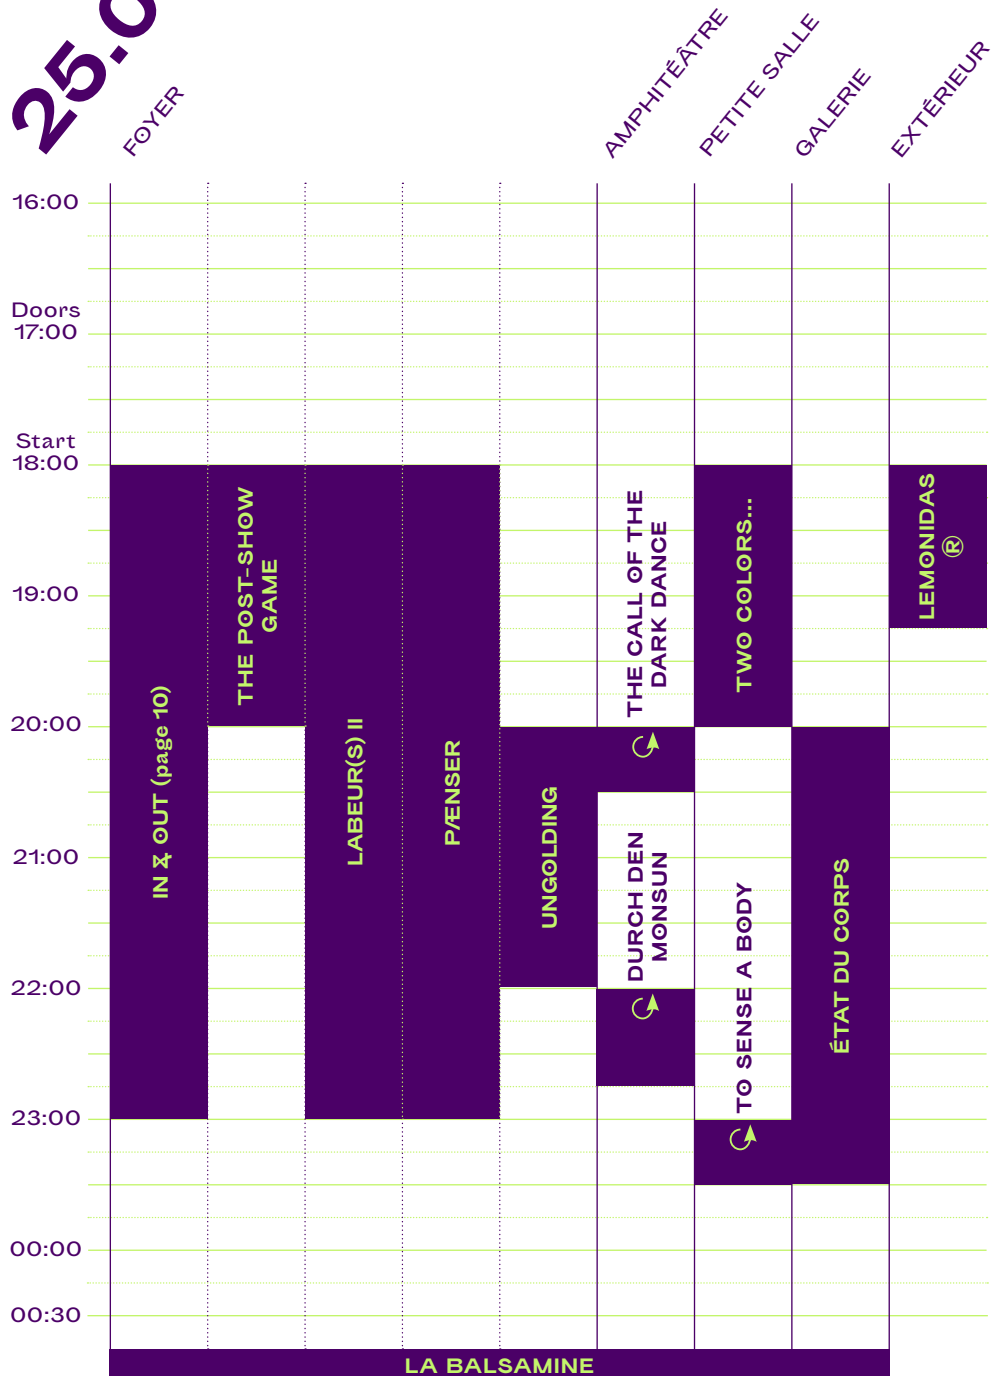 25.0
FOYER
AMPHITÉÂTRE
PETITE SALLE
GALERIE
EXTÉRIEUR
16:00
Doors
17:00
Start
18:00
19:00
20:00
21:00
22:00
23:00
00:00
00:30
IN & OUT (page 10)
THE POST-SHOW
GAME
LABEUR(S) II
PÆNSER
UNGOLDING
THE CALL OF THE
DARK DANCE
DURCH DEN
MONSUN
TWO COLORS...
TO SENSE A BODY
ÉTAT DU CORPS
LEMONIDAS
®
LA BALSAMINE